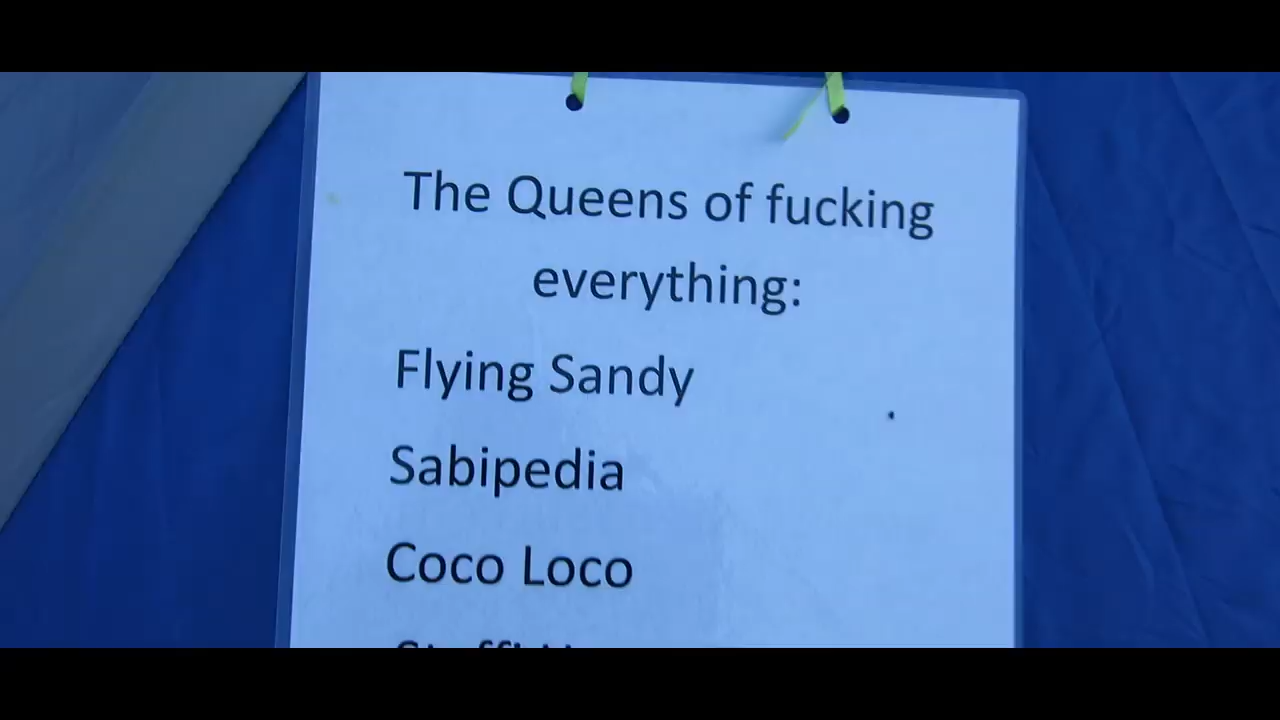 The Queens of fucking
everything:
Flying Sandy
Sabipedia
Coco Loco